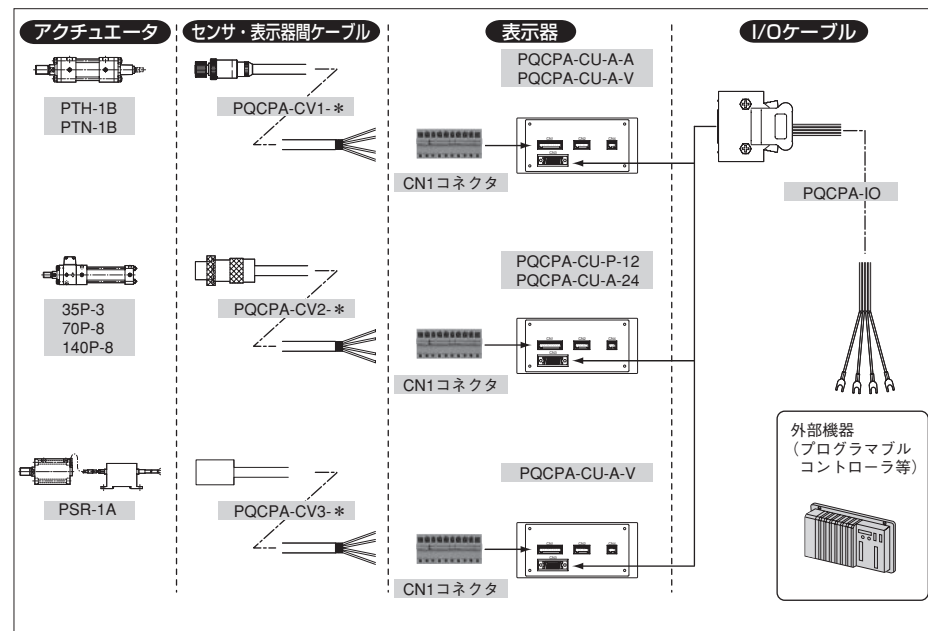 アクチュエータ
センサ・表示器間ケーブル
表示器
I/Oケーブル
PTH-1B
PTN-1B
PQCPA-CV1-＊
PQCPA-CU-A-A
PQCPA-CU-A-V
CN1コネクタ
PQCPA-IO
35P-3
70P-8
140P-8
PQCPA-CV2-＊
PQCPA-CU-P-12
PQCPA-CU-A-24
CN1コネクタ
PSR-1A
PQCPA-CV3-＊
PQCPA-CU-A-V
CN1コネクタ
外部機器
（プログラマブル
コントローラ等）